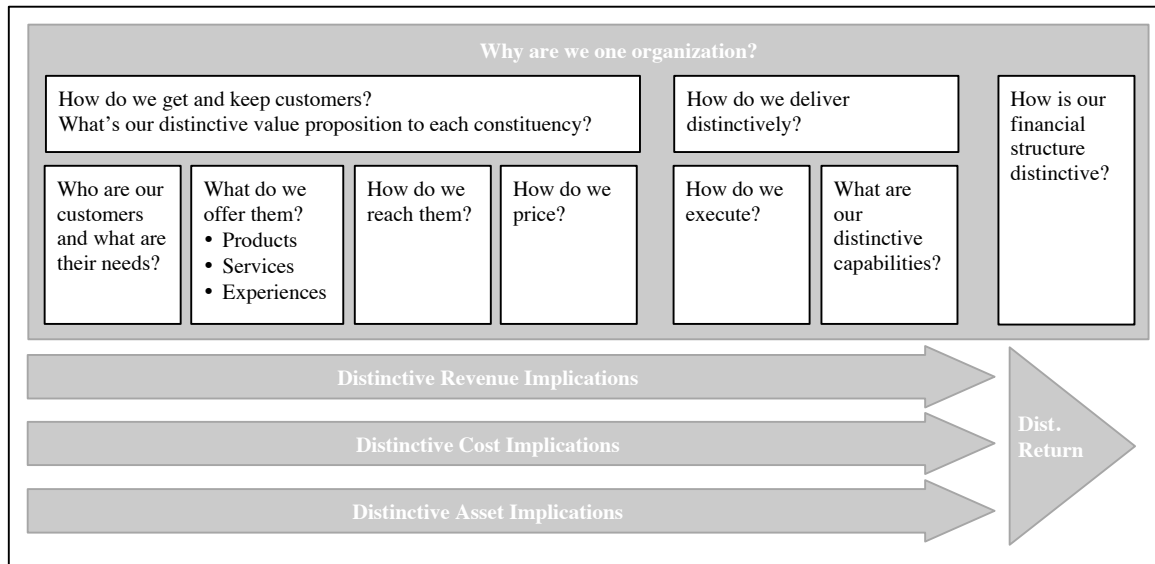 Why are we one organization?
How do we get and keep customers?
What's our distinctive value proposition to each constituency?
How do we deliver
distinctively?
How is our
financial
structure
distinctive?
Who are our
customers
and what are
their needs?
What do we
offer them?
• Products
• Services
• Experiences
How do we
reach them?
How do we
price?
How do we
execute?
What are
our
distinctive
capabilities?
Distinctive Revenue Implications
Distinctive Cost Implications
Distinctive Asset Implications
Dist.
Return